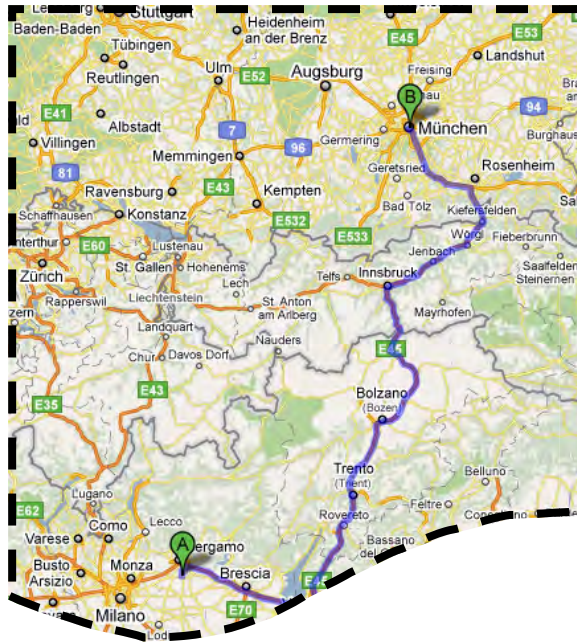 Stuttgart
Baden-Baden
Heidenheim
an der Brenz
E45
E53
Landshut
Tübingen
Reutlingen
Ulm
E52
Augsburg
Freising
E41
Albstadt
7
B
München
94
Villingen
Germering
Burghaus
96
Memmingen
81
Ravensburg
E43
Kempten
Geretsried
Rosenheim
Bad Tölz
Schaffhausen
Konstanz
E532
Kiefersfelden
E60
E533
Wörgl
Fieberbrunn
Lustenau
St. Gallen
Hohenems
Jenbach
Zürich
Telfs
Innsbruck
Saalfelden
Steinernen
Rapperswil
Liechtenstein
Lech
St. Anton
am Arlberg
Mayrhofen
Landquart
Nauders
Chur
Davos Dorf
E45
E43
Bolzano
(Bozen
E35
Trento
(Trient)
Belluno
Lugano
E62
Rovereto
Feltre
Como
Lecco
Bassano
Varese
A
Bergamo
Busto
Arsizio
Monza
Brescia
E45
E70
Milano